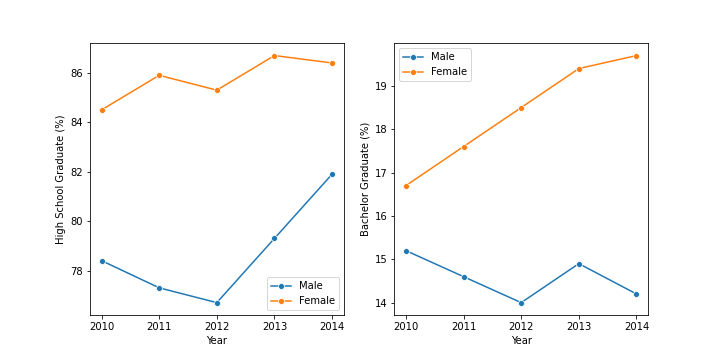 High School Graduate (%)
86
84
82
80
78
Male
Female
2010 2011 2012 2013 2014
Year
Bachelor Graduate (%)
Male
Female
19
18
17
16
15
14
2010 2011 2012 2013 2014
Year